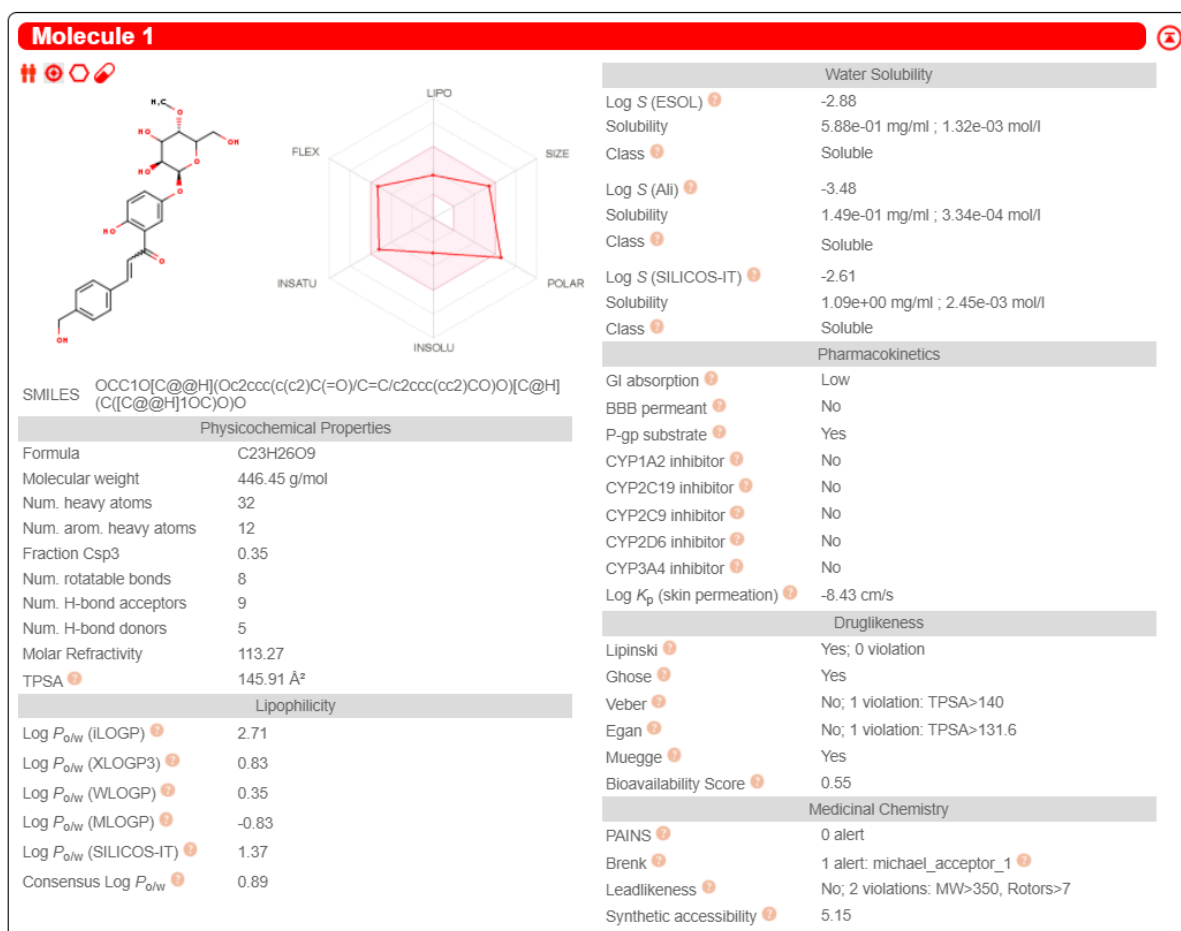 Molecule 1
H3C
O
HO
HO
OH
HO
O
O
HO
O
OH
LIPO
FLEX
SIZE
INSATU
POLAR
INSOLU
SMILES OCC1O[C@@H](Oc2ccc(c(c2)C(=O)/C=C/c2ccc(cc2)CO)O)[C@H]
(C([C@@H]1OC)O)O
Physicochemical Properties
Formula C23H26O9
Molecular weight 446.45 g/mol
Num. heavy atoms 32
Num. arom. heavy atoms 12
Fraction Csp3 0.35
Num. rotatable bonds 8
Num. H-bond acceptors 9
Num. H-bond donors 5
Molar Refractivity 113.27
TPSA ? 145.91 Å²
Lipophilicity
Log Po/w (iLOGP) ? 2.71
Log Po/w (XLOGP3) ? 0.83
Log Po/w (WLOGP) ? 0.35
Log Po/w (MLOGP) ? -0.83
Log Po/w (SILICOS-IT) ? 1.37
Consensus Log Po/w ? 0.89
Water Solubility
Log S (ESOL) ? -2.88
Solubility 5.88e-01 mg/ml ; 1.32e-03 mol/l
Class ? Soluble
Log S (Ali) ? -3.48
Solubility 1.49e-01 mg/ml ; 3.34e-04 mol/l
Class ? Soluble
Log S (SILICOS-IT) ? -2.61
Solubility 1.09e+00 mg/ml ; 2.45e-03 mol/l
Class ? Soluble
Pharmacokinetics
GI absorption ? Low
BBB permeant ? No
P-gp substrate ? Yes
CYP1A2 inhibitor ? No
CYP2C19 inhibitor ? No
CYP2C9 inhibitor ? No
CYP2D6 inhibitor ? No
CYP3A4 inhibitor ? No
Log Kp (skin permeation) ? -8.43 cm/s
Druglikeness
Lipinski ? Yes; 0 violation
Ghose ? Yes
Veber ? No; 1 violation: TPSA>140
Egan ? No; 1 violation: TPSA>131.6
Muegge ? Yes
Bioavailability Score ? 0.55
Medicinal Chemistry
PAINS ? 0 alert
Brenk ? 1 alert: michael_acceptor_1 ?
Leadlikeness ? No; 2 violations: MW>350, Rotors>7
Synthetic accessibility ? 5.15